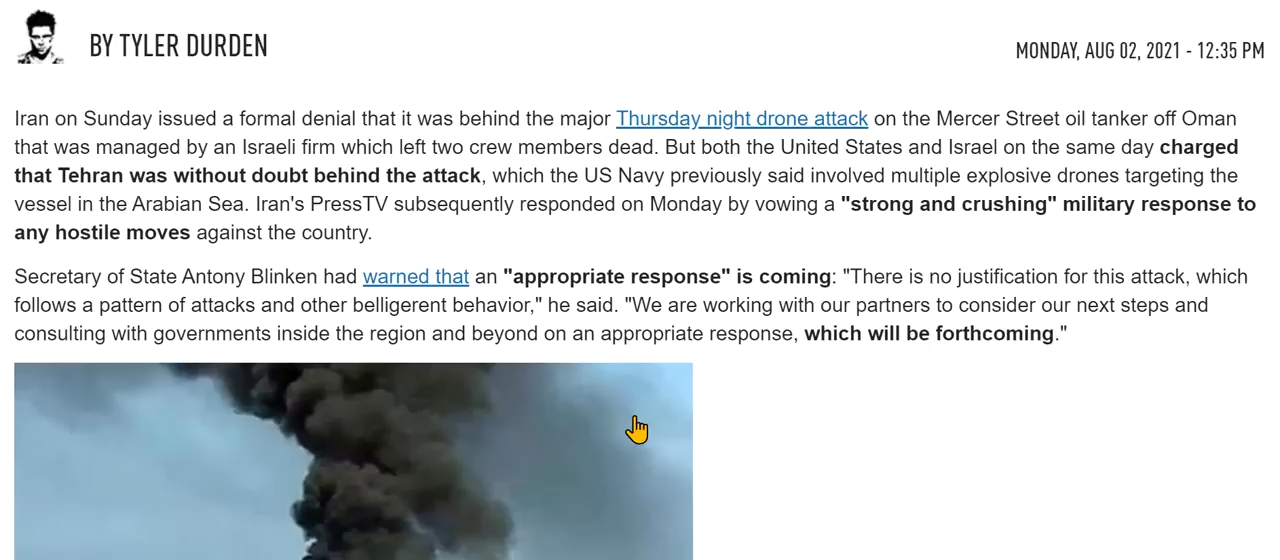 BY TYLER DURDEN
MONDAY, AUG 02, 2021 - 12:35 PM
Iran on Sunday issued a formal denial that it was behind the major Thursday night drone attack on the Mercer Street oil tanker off Oman
that was managed by an Israeli firm which left two crew members dead. But both the United States and Israel on the same day charged
that Tehran was without doubt behind the attack, which the US Navy previously said involved multiple explosive drones targeting the
vessel in the Arabian Sea. Iran's PressTV subsequently responded on Monday by vowing a "strong and crushing" military response to
any hostile moves against the country.
Secretary of State Antony Blinken had warned that an "appropriate response" is coming: "There is no justification for this attack, which
follows a pattern of attacks and other belligerent behavior," he said. "We are working with our partners to consider our next steps and
consulting with governments inside the region and beyond on an appropriate response, which will be forthcoming."